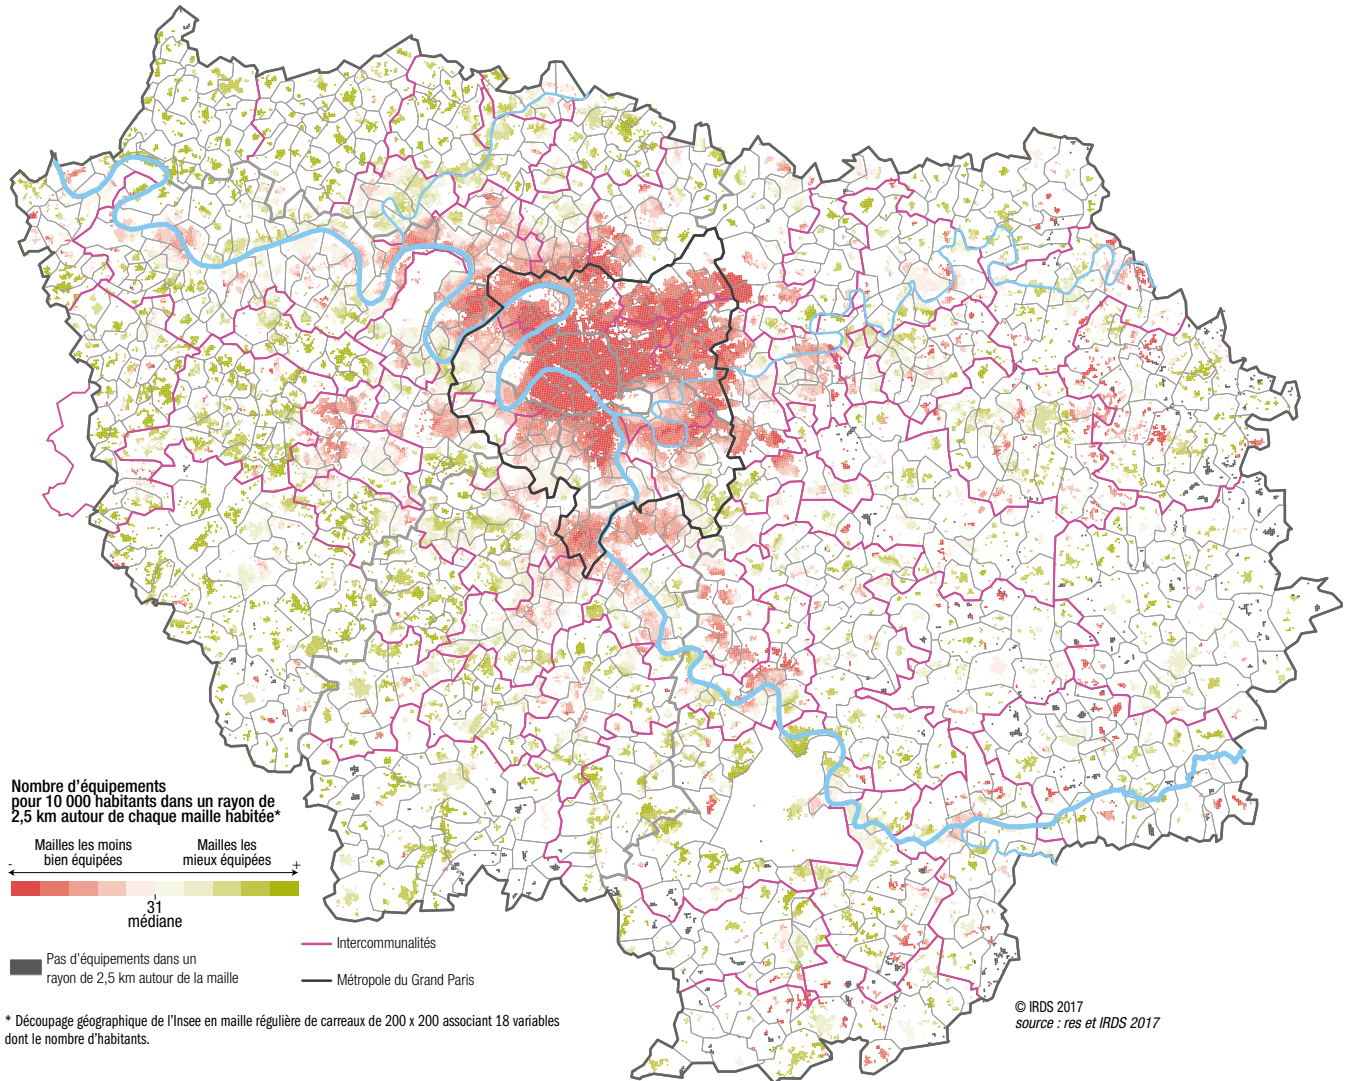 Nombre d'équipements
pour 10 000 habitants dans un rayon de
2,5 km autour de chaque maille habitée*
Mailles les moins
bien équipées
Mailles les
mieux équipées
- +
31
médiane
Pas d'équipements dans un
rayon de 2,5 km autour de la maille
Intercommunalités
Métropole du Grand Paris
* Découpage géographique de l'Insee en maille régulière de carreaux de 200 x 200 associant 18 variables
dont le nombre d'habitants.
© IRDS 2017
source : res et IRDS 2017